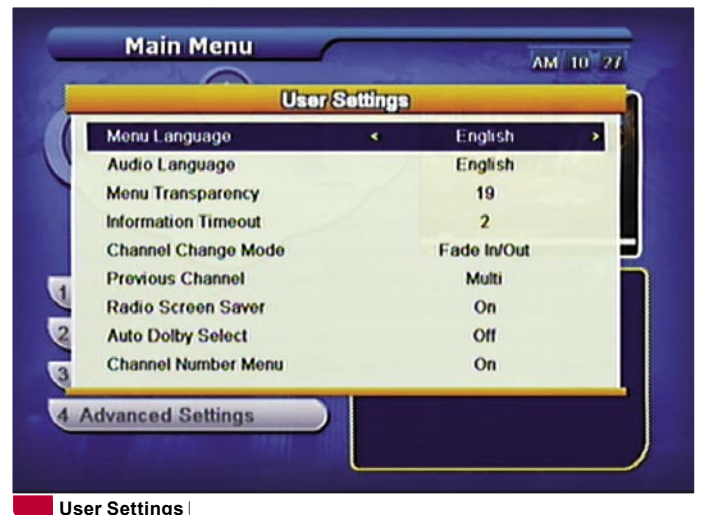 Main Menu
AM 10 27
User Settings
Menu Language < English >
Audio Language English
Menu Transparency 19
Information Timeout 2
Channel Change Mode Fade In/Out
Previous Channel Multi
Radio Screen Saver On
Auto Dolby Select Off
Channel Number Menu On
1
2
3
4 Advanced Settings
User Settings